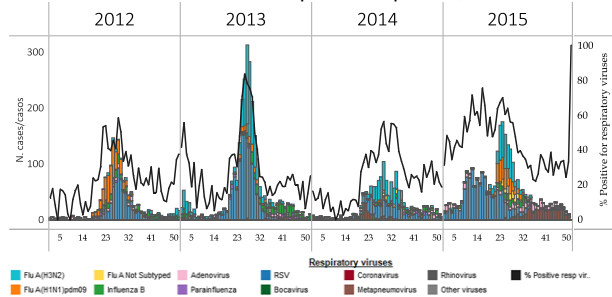 2012 2013 2014 2015
300
200
100
0
N. cases/casos
100
80
60
40
20
0
% Positive for respiratory viruses
5 14 23 32 41 50 5 14 23 32 41 50 5 14 23 32 41 50 5 14 23 32 41 50
Respiratory viruses
Flu A(H3N2) Flu A Not Subtyped Adenovirus RSV Coronavirus Rhinovirus % Positive resp vir..
Flu A(H1N1)pdm09 Influenza B Parainfluenza Bocavirus Metapneumovirus Other viruses